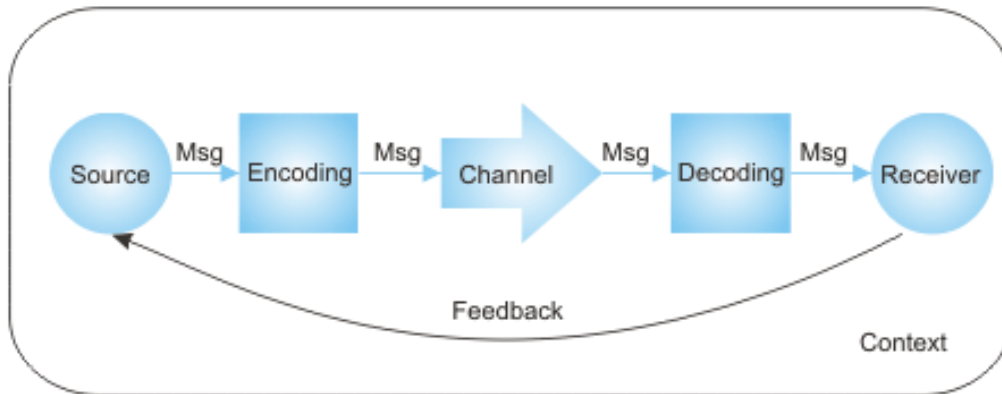 Source
Msg
Encoding
Msg
Channel
Msg
Decoding
Msg
Receiver
Feedback
Context